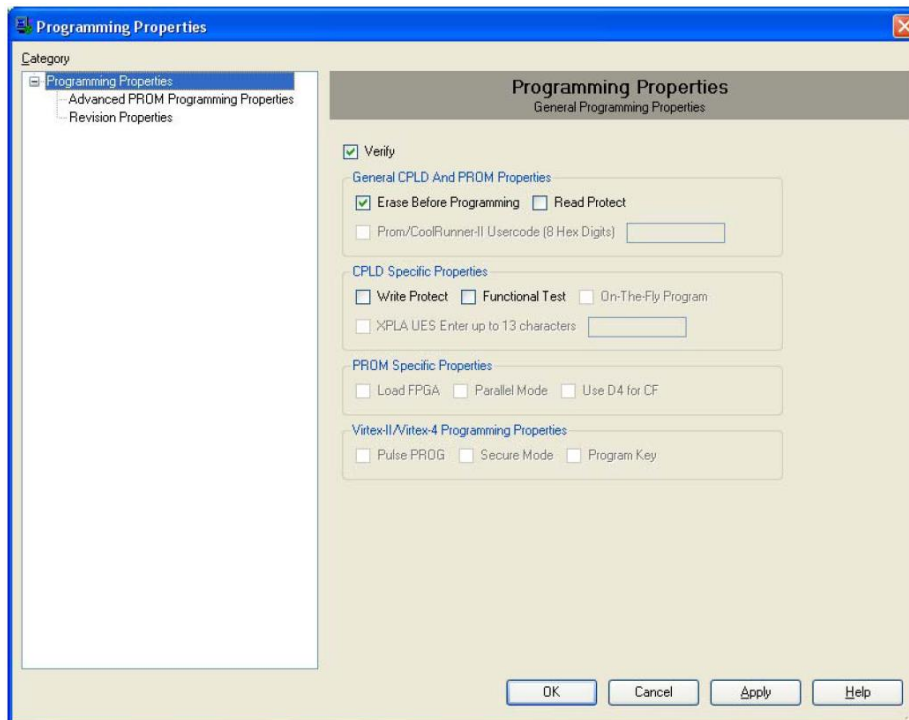 Programming Properties
Category
Programming Properties
Advanced PROM Programming Properties
Revision Properties
Programming Properties
General Programming Properties
Verify
General CPLD And PROM Properties
Erase Before Programming Read Protect
Prom/CoolRunner-II Usercode (8 Hex Digits)
CPLD Specific Properties
Write Protect Functional Test On-The-Fly Program
XPLA UES Enter up to 13 characters
PROM Specific Properties
Load FPGA Parallel Mode Use D4 for CF
Virtex-II/Virtex-4 Programming Properties
Pulse PROG Secure Mode Program Key
OK Cancel Apply Help